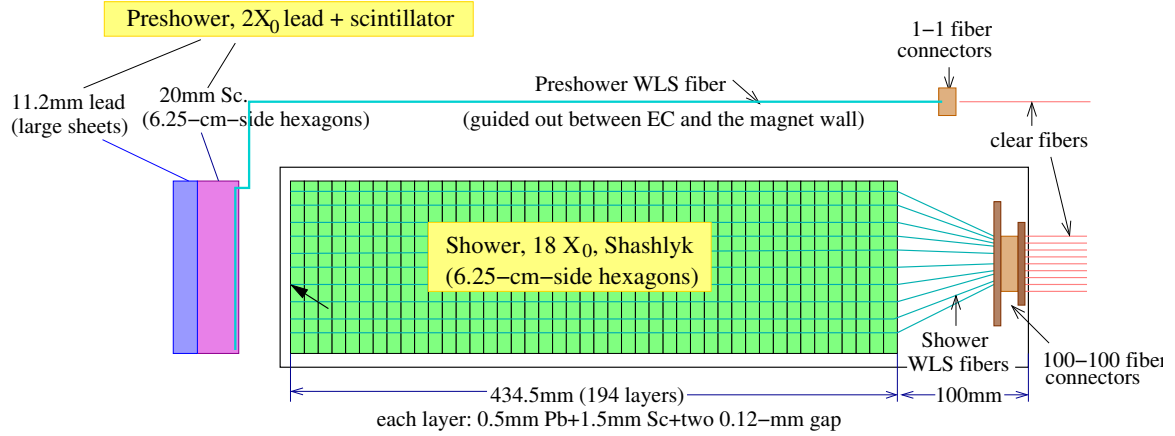 Preshower, 2X0 lead + scintillator
1−1 fiber
connectors
11.2mm lead
(large sheets)
20mm Sc.
(6.25−cm−side hexagons)
Preshower WLS fiber
(guided out between EC and the magnet wall)
clear fibers
Shower, 18 X0, Shashlyk
(6.25−cm−side hexagons)
Shower
WLS fibers
100−100 fiber
connectors
434.5mm (194 layers)
100mm
each layer: 0.5mm Pb+1.5mm Sc+two 0.12−mm gap